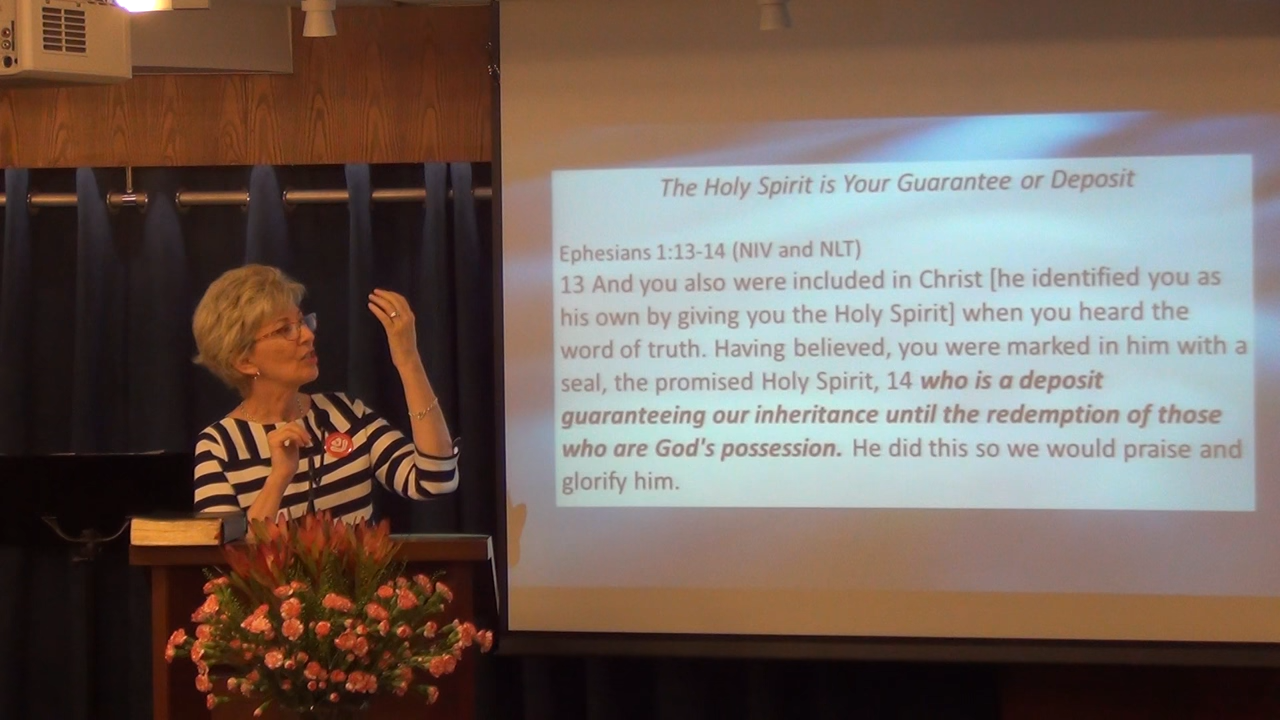 The Holy Spirit is Your Guarantee or Deposit
Ephesians 1:13-14 (NIV and NLT)
13 And you also were included in Christ [he identified you as
his own by giving you the Holy Spirit] when you heard the
word of truth. Having believed, you were marked in him with a
seal, the promised Holy Spirit, 14 who is a deposit
guaranteeing our inheritance until the redemption of those
who are God's possession. He did this so we would praise and
glorify him.